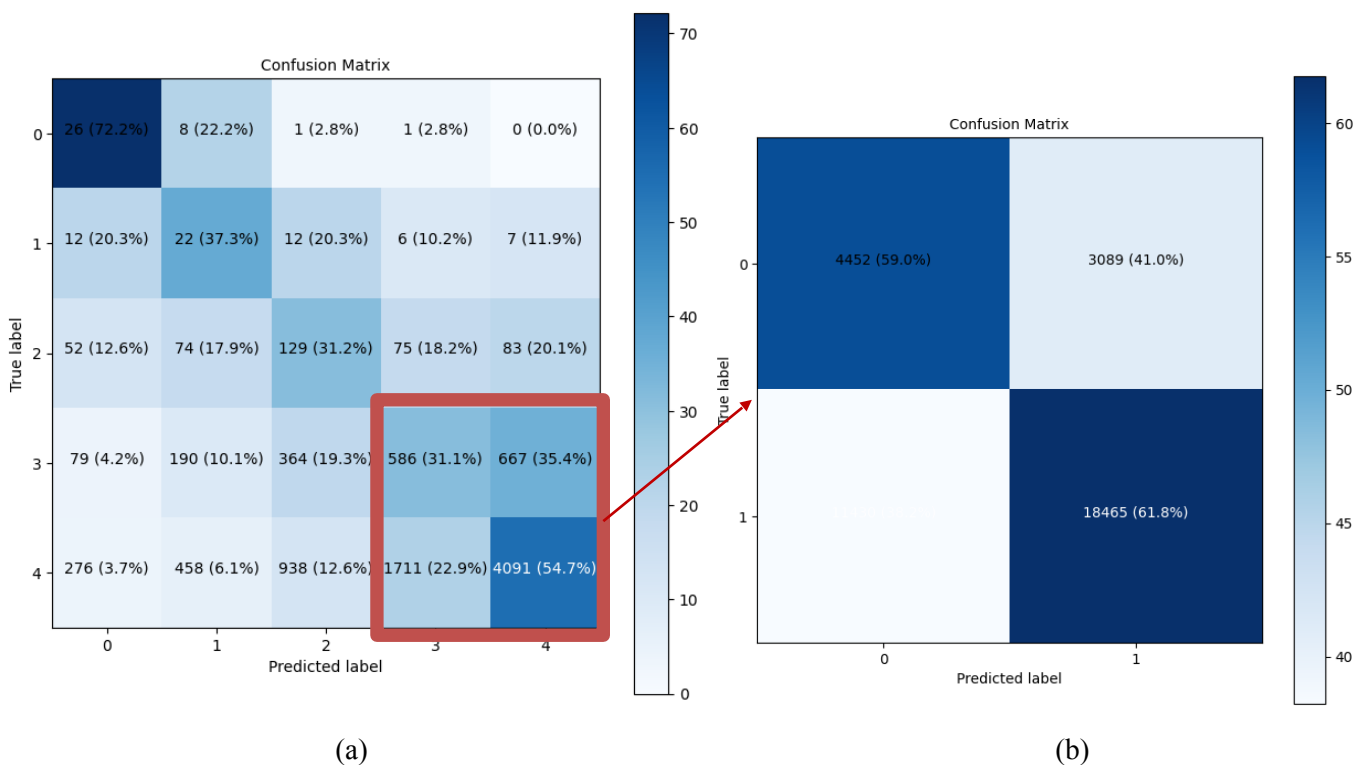 Confusion Matrix
True label
0
26 (72.2%) 8 (22.2%) 1 (2.8%) 1 (2.8%) 0 (0.0%)
1
12 (20.3%) 22 (37.3%) 12 (20.3%) 6 (10.2%) 7 (11.9%)
2
52 (12.6%) 74 (17.9%) 129 (31.2%) 75 (18.2%) 83 (20.1%)
3
79 (4.2%) 190 (10.1%) 364 (19.3%) 586 (31.1%) 667 (35.4%)
4
276 (3.7%) 458 (6.1%) 938 (12.6%) 1711 (22.9%) 4091 (54.7%)
0 1 2 3 4
Predicted label
70
60
50
40
30
20
10
0
(a)
Confusion Matrix
True label
0
4452 (59.0%) 3089 (41.0%)
1
18465 (61.8%)
0 1
Predicted label
60
55
50
45
40
(b)